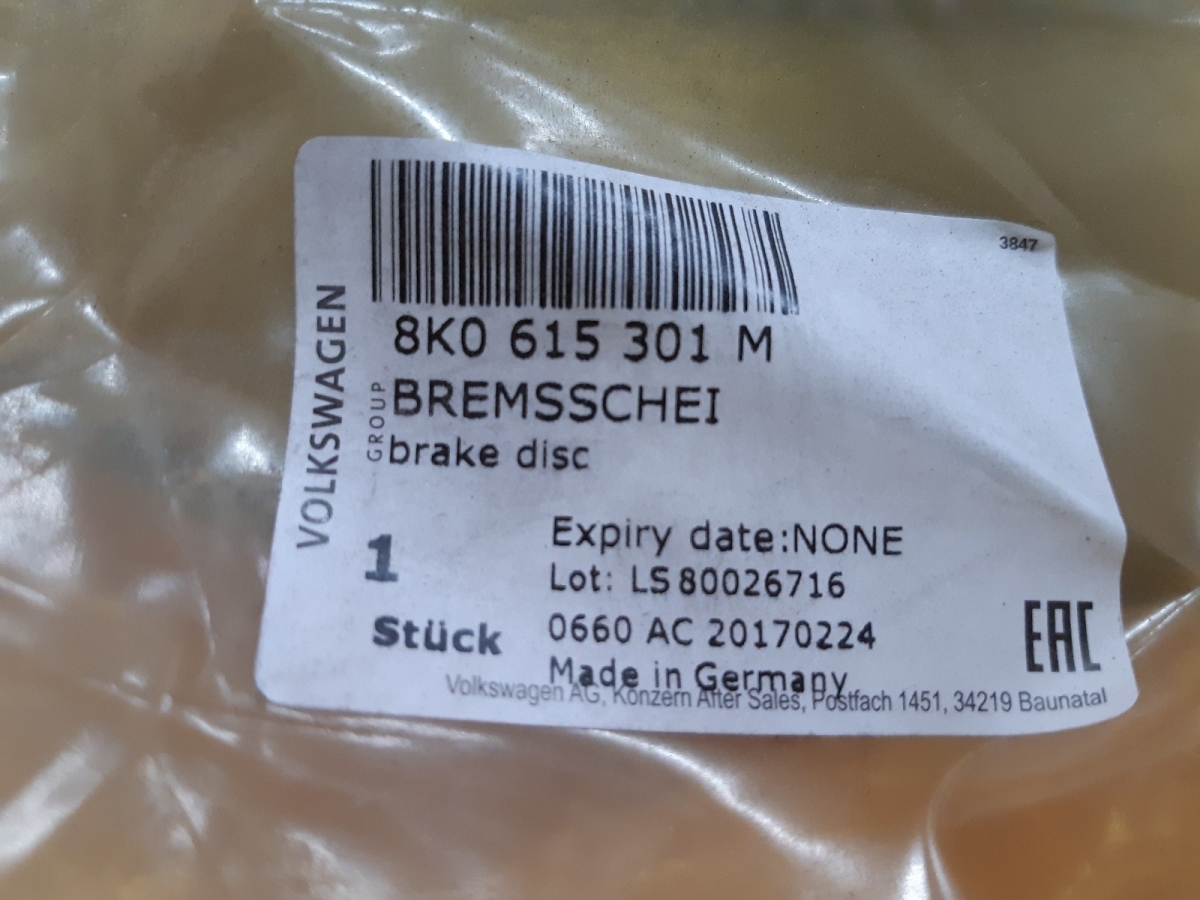 3847
8K0 615 301 M
VOLKSWAGEN
GROUP
BREMSSCHEI
brake disc
1
Stück
Expiry date:NONE
Lot: LS 80026716
0660 AC 20170224
EAC
Made in Germany
Volkswagen AG, Konzern After Sales, Postfach 1451, 34219 Baunatal